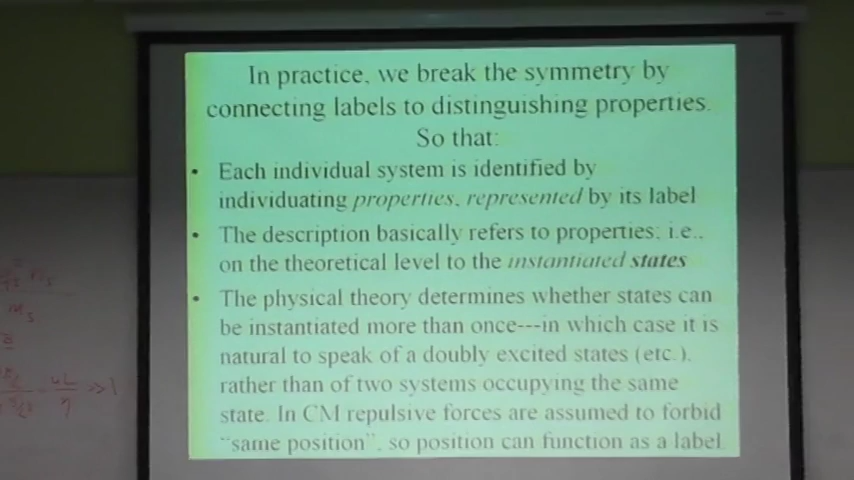 In practice, we break the symmetry by
connecting labels to distinguishing properties.
So that:
• Each individual system is identified by
individuating properties, represented by its label
• The description basically refers to properties; i.e.,
on the theoretical level to the instantiated states
• The physical theory determines whether states can
be instantiated more than once---in which case it is
natural to speak of a doubly excited states (etc.),
rather than of two systems occupying the same
state. In CM repulsive forces are assumed to forbid
“same position”, so position can function as a label